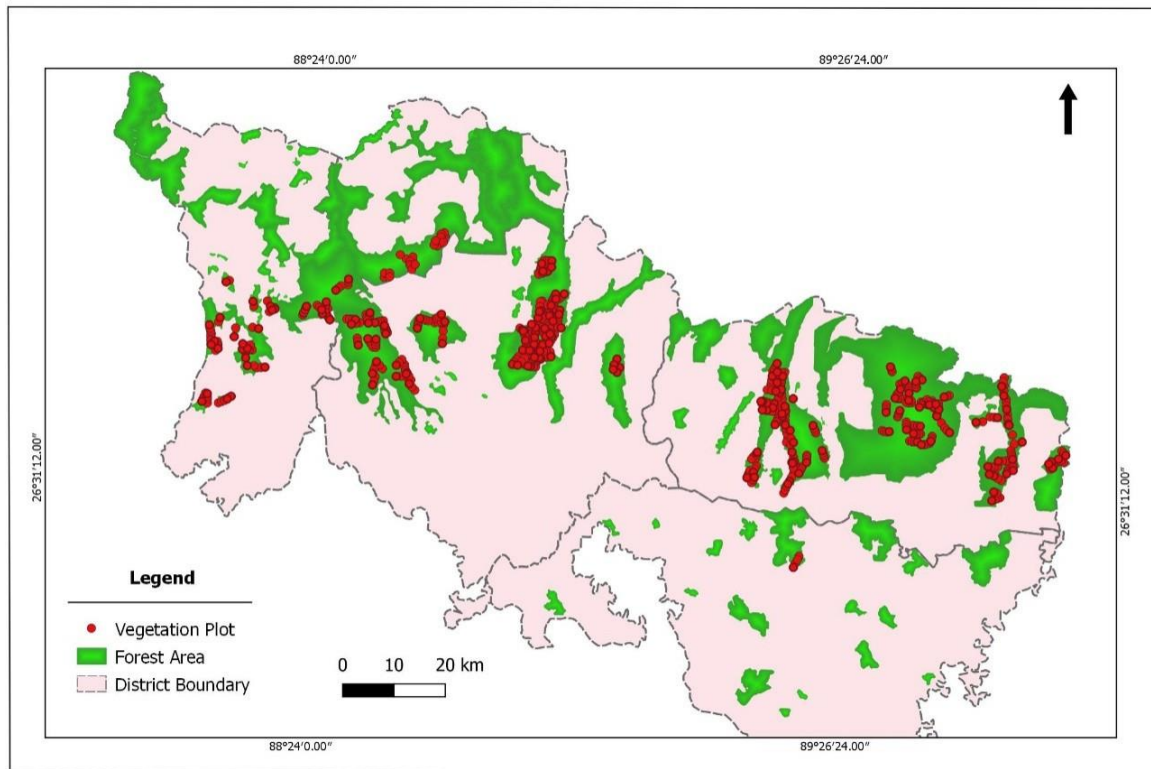 88°24′0.00″
89°26′24.00″
26°31′12.00″
26°31′12.00″
Legend
Vegetation Plot
Forest Area
District Boundary
0 10 20 km
88°24′0.00″
89°26′24.00″